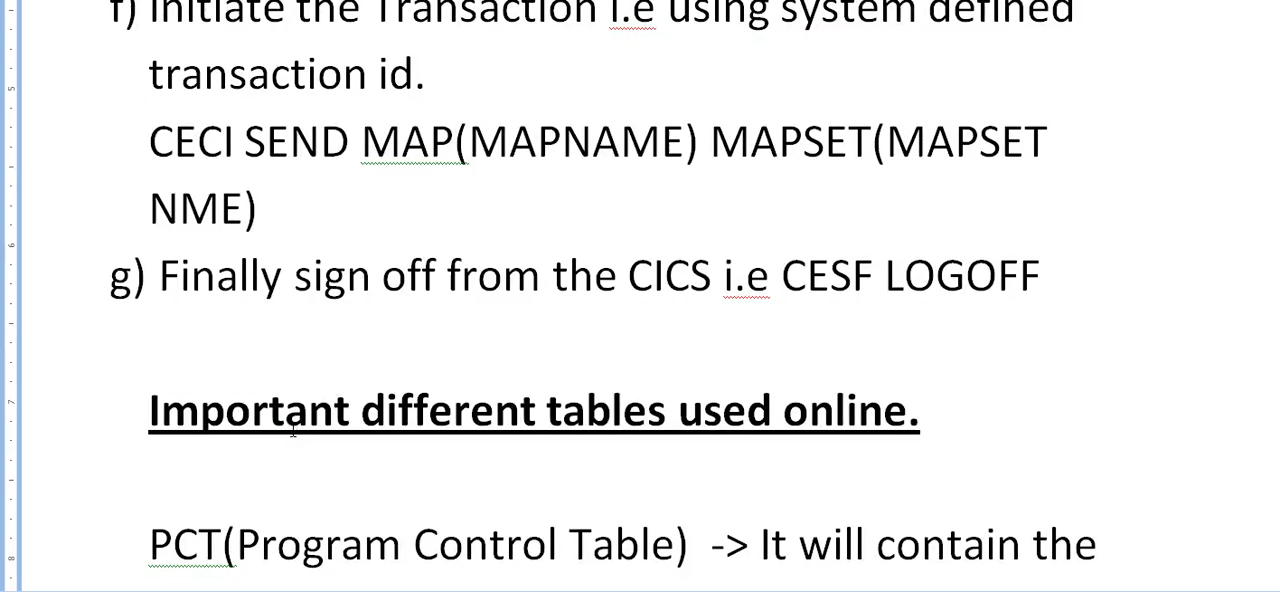 f) Initiate the Transaction i.e using system defined
transaction id.
CECI SEND MAP(MAPNAME) MAPSET(MAPSET
NME)
g) Finally sign off from the CICS i.e CESF LOGOFF
Important different tables used online.
PCT(Program Control Table)  -> It will contain the